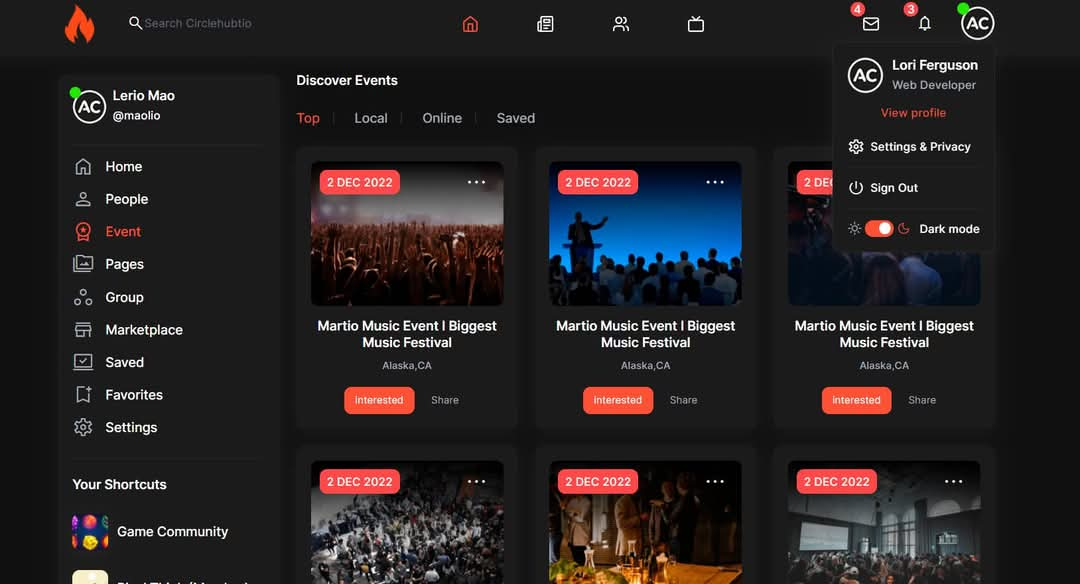 Search Circlehubtio
4
3
AC
AC
Lori Ferguson
Web Developer
View profile
Settings & Privacy
Sign Out
Dark mode
AC
Lerio Mao
@maolio
Home
People
Event
Pages
Group
Marketplace
Saved
Favorites
Settings
Your Shortcuts
Game Community
Discover Events
Top
Local
Online
Saved
2 DEC 2022
Martio Music Event l Biggest
Music Festival
Alaska,CA
Interested Share
2 DEC 2022
Martio Music Event l Biggest
Music Festival
Alaska,CA
Interested Share
2 DEC
Martio Music Event l Biggest
Music Festival
Alaska,CA
Interested Share
2 DEC 2022
2 DEC 2022
2 DEC 2022